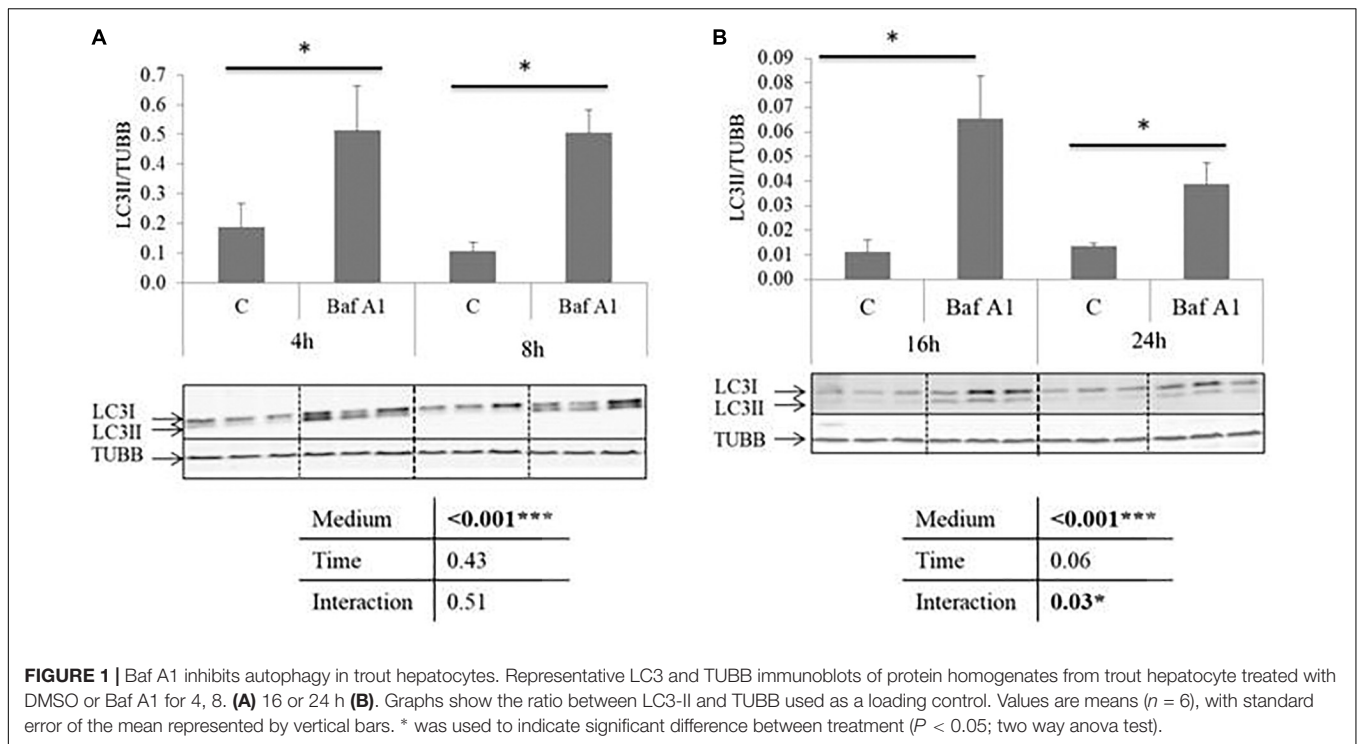 A
*
*
0.7
0.6
0.5
0.4
0.3
0.2
0.1
0.0
LC3II/TUBB
C
Baf A1
C
Baf A1
4h
8h
LC3I
LC3II
TUBB
Medium <0.001***
Time 0.43
Interaction 0.51
B
*
*
0.09
0.08
0.07
0.06
0.05
0.04
0.03
0.02
0.01
0.00
LC3II/TUBB
C
Baf A1
C
Baf A1
16h
24h
LC3I
LC3II
TUBB
Medium <0.001***
Time 0.06
Interaction 0.03*
FIGURE 1 | Baf A1 inhibits autophagy in trout hepatocytes. Representative LC3 and TUBB immunoblots of protein homogenates from trout hepatocyte treated with
DMSO or Baf A1 for 4, 8. (A) 16 or 24 h (B). Graphs show the ratio between LC3-II and TUBB used as a loading control. Values are means (n = 6), with standard
error of the mean represented by vertical bars. * was used to indicate significant difference between treatment (P < 0.05; two way anova test).